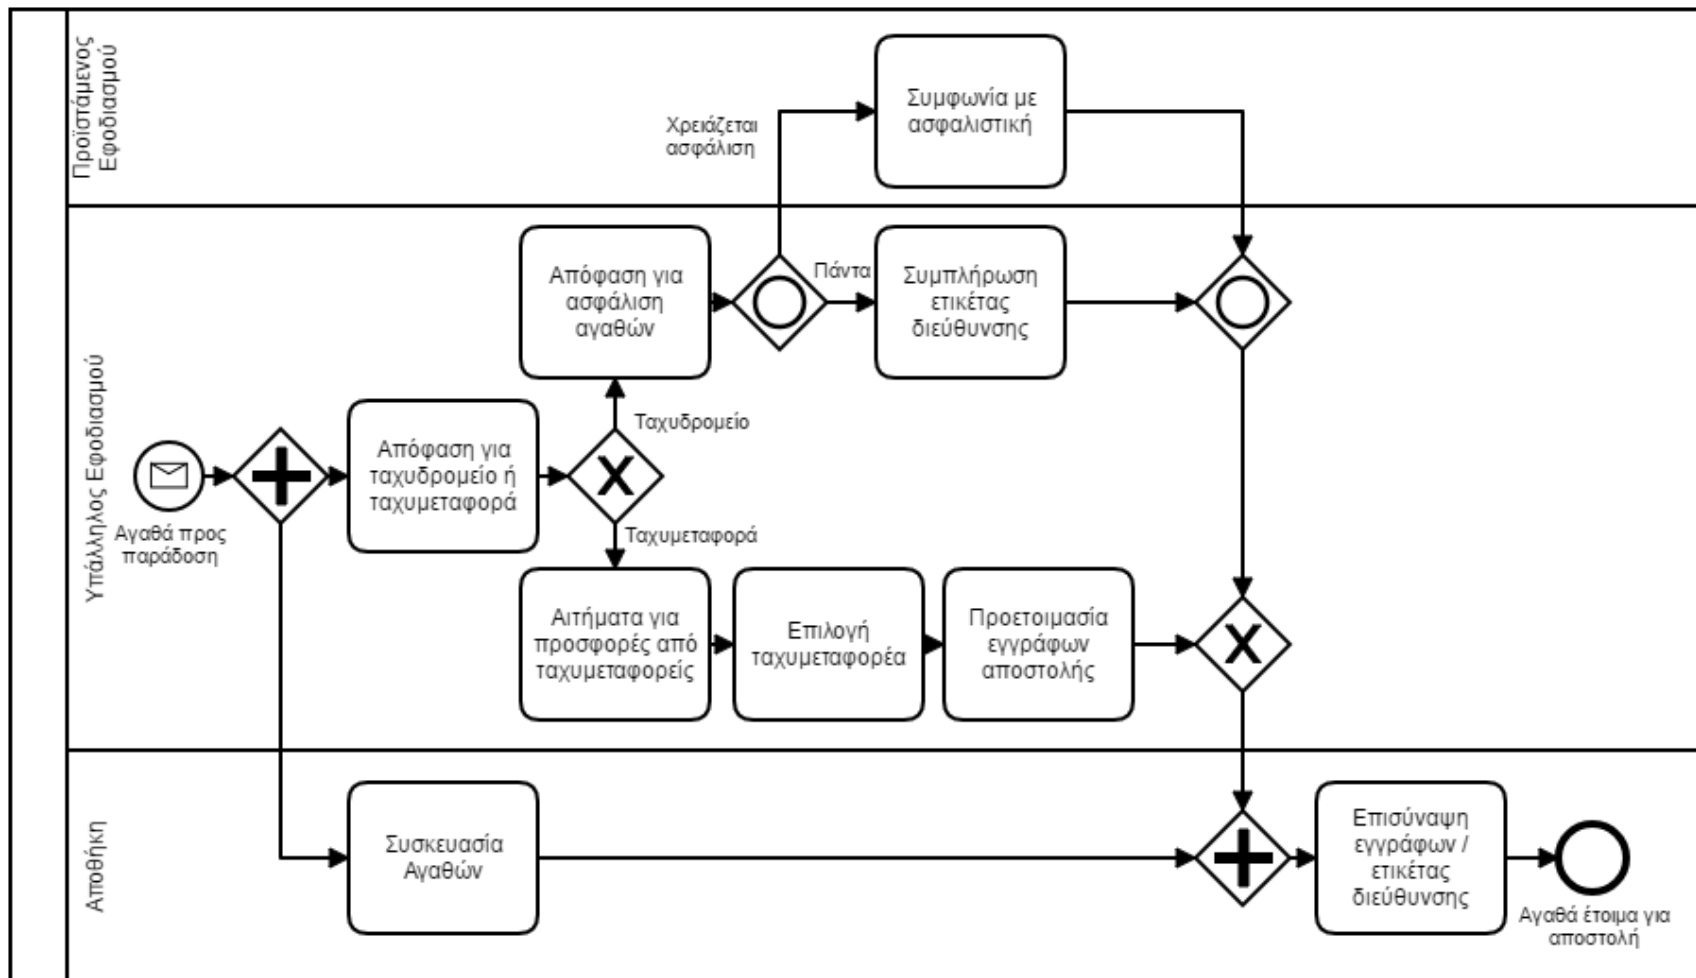 Προϊστάμενος
Εφοδιασμού
Συμφωνία με
ασφαλιστική
Χρειάζεται
ασφάλιση
Υπάλληλος Εφοδιασμού
Απόφαση για
ασφάλιση
αγαθών
Πάντα
Συμπλήρωση
ετικέτας
διεύθυνσης
Ταχυδρομείο
Απόφαση για
ταχυδρομείο ή
ταχυμεταφορά
Αγαθά προς
παράδοση
Ταχυμεταφορά
Αιτήματα για
προσφορές από
ταχυμεταφορείς
Επιλογή
ταχυμεταφορέα
Προετοιμασία
εγγράφων
αποστολής
Αποθήκη
Συσκευασία
Αγαθών
Επισύναψη
εγγράφων /
ετικέτας
διεύθυνσης
Αγαθά έτοιμα για
αποστολή